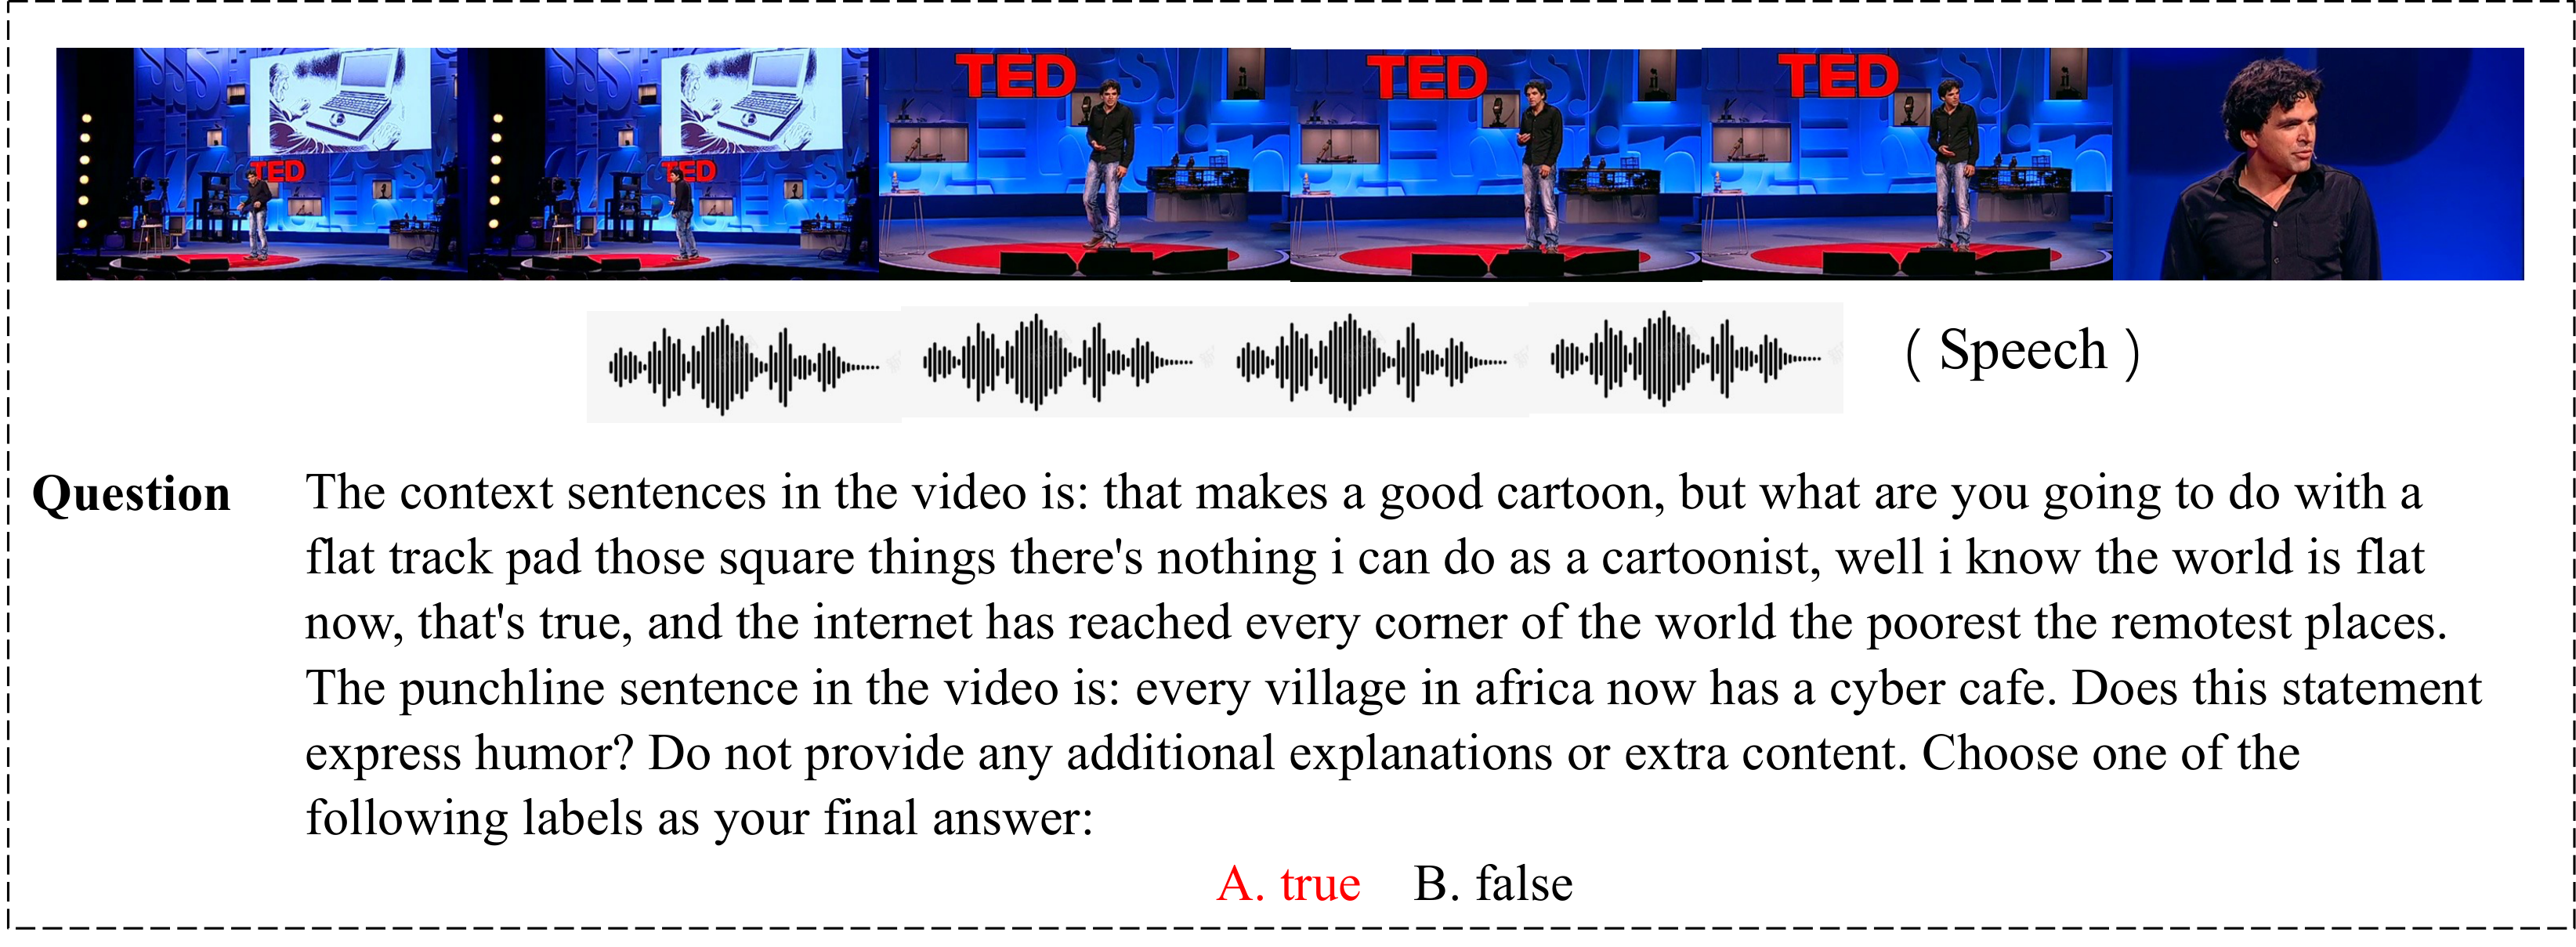 TED
TED
TED
TED
TED
( Speech )
Question
The context sentences in the video is: that makes a good cartoon, but what are you going to do with a
flat track pad those square things there's nothing i can do as a cartoonist, well i know the world is flat
now, that's true, and the internet has reached every corner of the world the poorest the remotest places.
The punchline sentence in the video is: every village in africa now has a cyber cafe. Does this statement
express humor? Do not provide any additional explanations or extra content. Choose one of the
following labels as your final answer:
A. true B. false